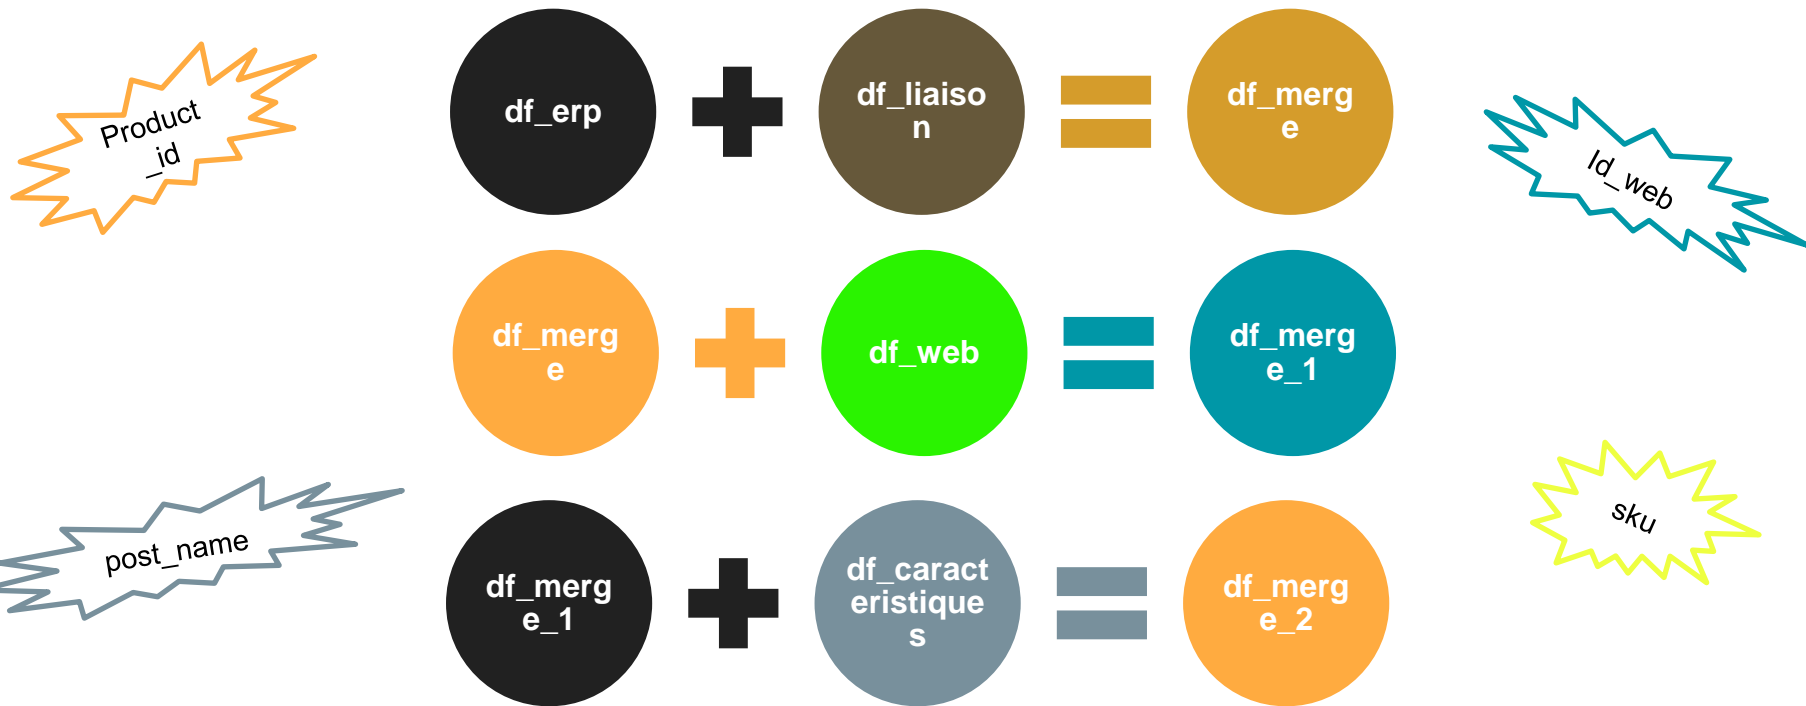 Product
_id
df_erp
df_liaiso
n
df_merg
e
Id_web
df_merg
e
df_web
df_merg
e_1
post_name
df_merg
e_1
df_caract
eristique
s
df_merg
e_2
sku